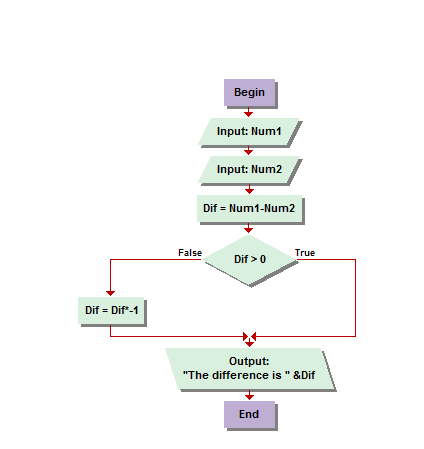 Begin
Input: Num1
Input: Num2
Dif = Num1-Num2
False
Dif > 0
True
Dif = Dif*-1
Output:
"The difference is " &Dif
End